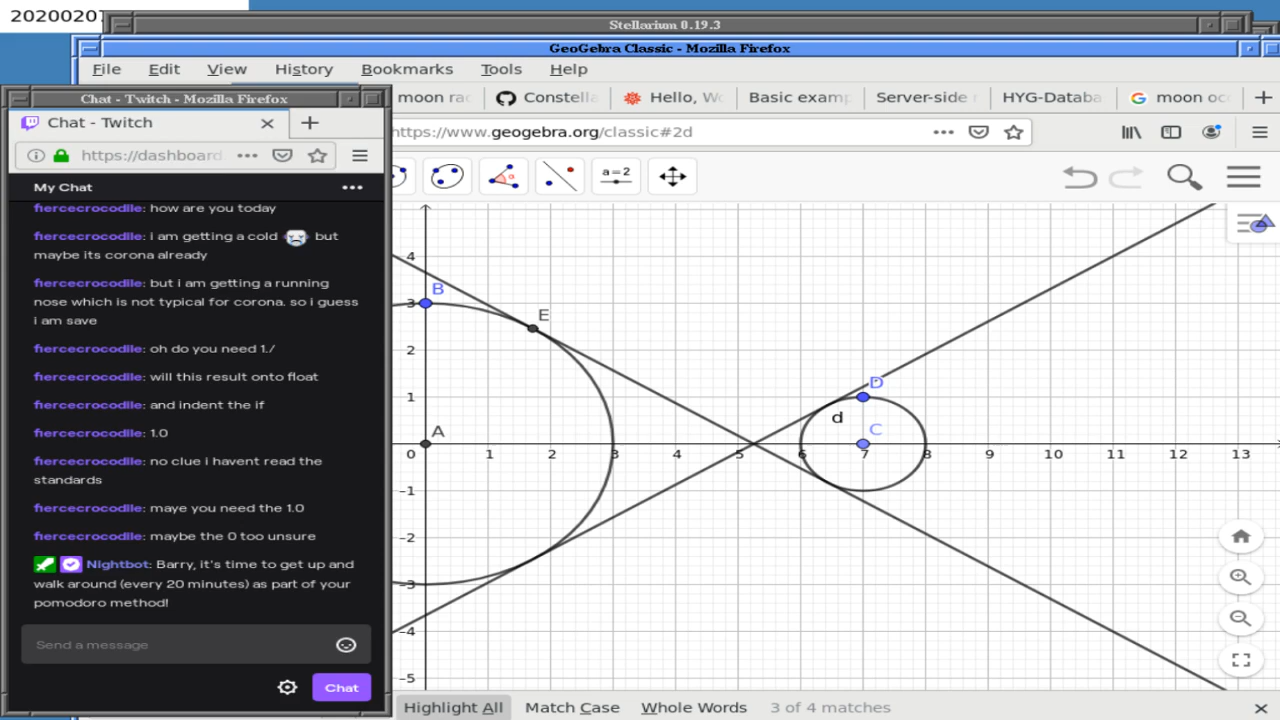 20200201
Stellarium 0.19.3
GeoGebra Classic - Mozilla Firefox
File Edit View History Bookmarks Tools Help
Chat - Twitch - Mozilla Firefox
moon rac Constella Hello, Wo Basic examp Server-side r HYG-Databa moon occ
Chat - Twitch
https://www.geogebra.org/classic#2d
https://dashboard.
a=2
My Chat
fiercecrocodile: how are you today
fiercecrocodile: i am getting a cold but
maybe its corona already
fiercecrocodile: but i am getting a running
nose which is not typical for corona. so i guess
i am save
fiercecrocodile: oh do you need 1./
fiercecrocodile: will this result onto float
fiercecrocodile: and indent the if
fiercecrocodile: 1.0
fiercecrocodile: no clue i havent read the
standards
fiercecrocodile: maye you need the 1.0
fiercecrocodile: maybe the 0 too unsure
Nightbot: Barry, it's time to get up and
walk around (every 20 minutes) as part of your
pomodoro method!
Send a message
Chat
4
B
3
E
2
D
1
d
C
A
0 1 2 3 4 5 6 7 8 9 10 11 12 13
-1
-2
-3
-4
-5
Highlight All Match Case Whole Words 3 of 4 matches